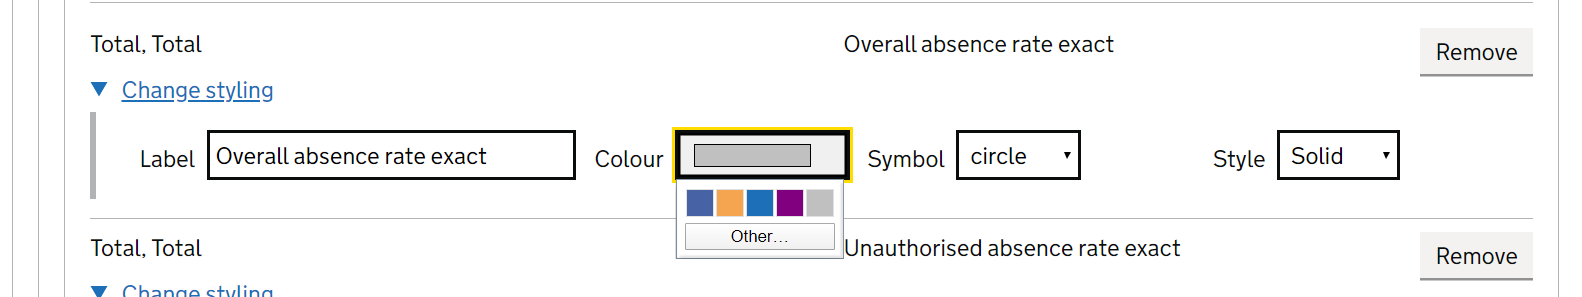 Total, Total
Overall absence rate exact
Remove
Change styling
Label
Overall absence rate exact
Colour
Symbol
circle
Style
Solid
Other...
Total, Total
Unauthorised absence rate exact
Remove
Change styling